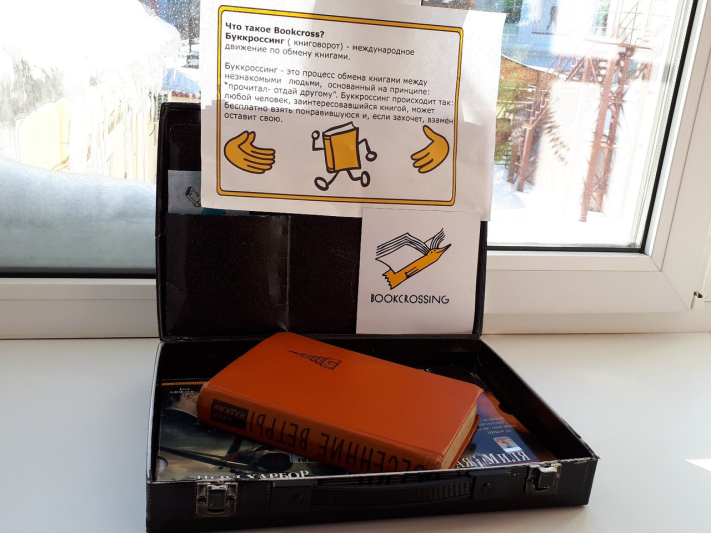 Что такое Bookcross?
Буккроссинг ( книговорот) - международное
движение по обмену книгами.
Буккроссинг - это процесс обмена книгами между
незнакомыми людьми, основанный на принципе:
"прочитал- отдай другому". Буккроссинг происходит так:
любой человек, заинтересовавшийся книгой, может
бесплатно взять понравившуюся и, если захочет, взамен
оставит свою.
BOOKCROSSING
ВЕСЕННИЕ ВЕТРЫ